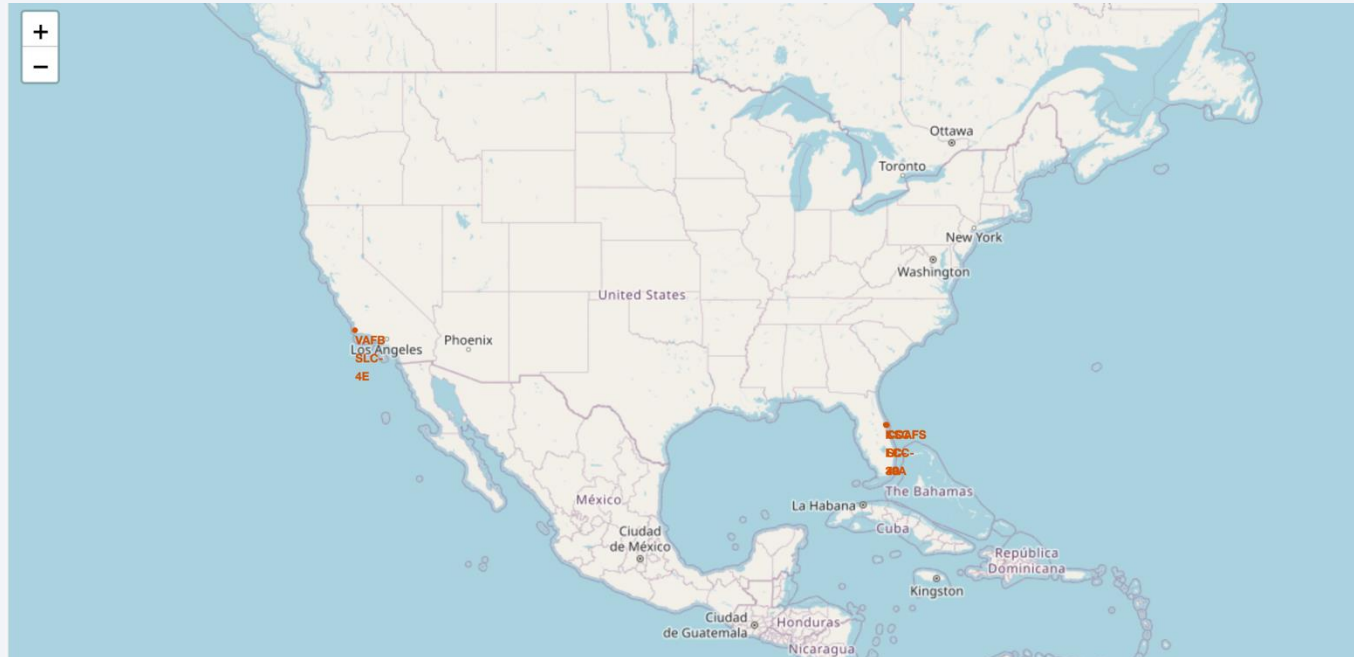 +
−
Ottawa
Toronto
New York
Washington
United States
Phoenix
Los Angeles
VAFB
SLC-
4E
The Bahamas
La Habana
Cuba
México
Ciudad
de México
República
Dominicana
Kingston
Ciudad
de Guatemala
Honduras
Nicaragua